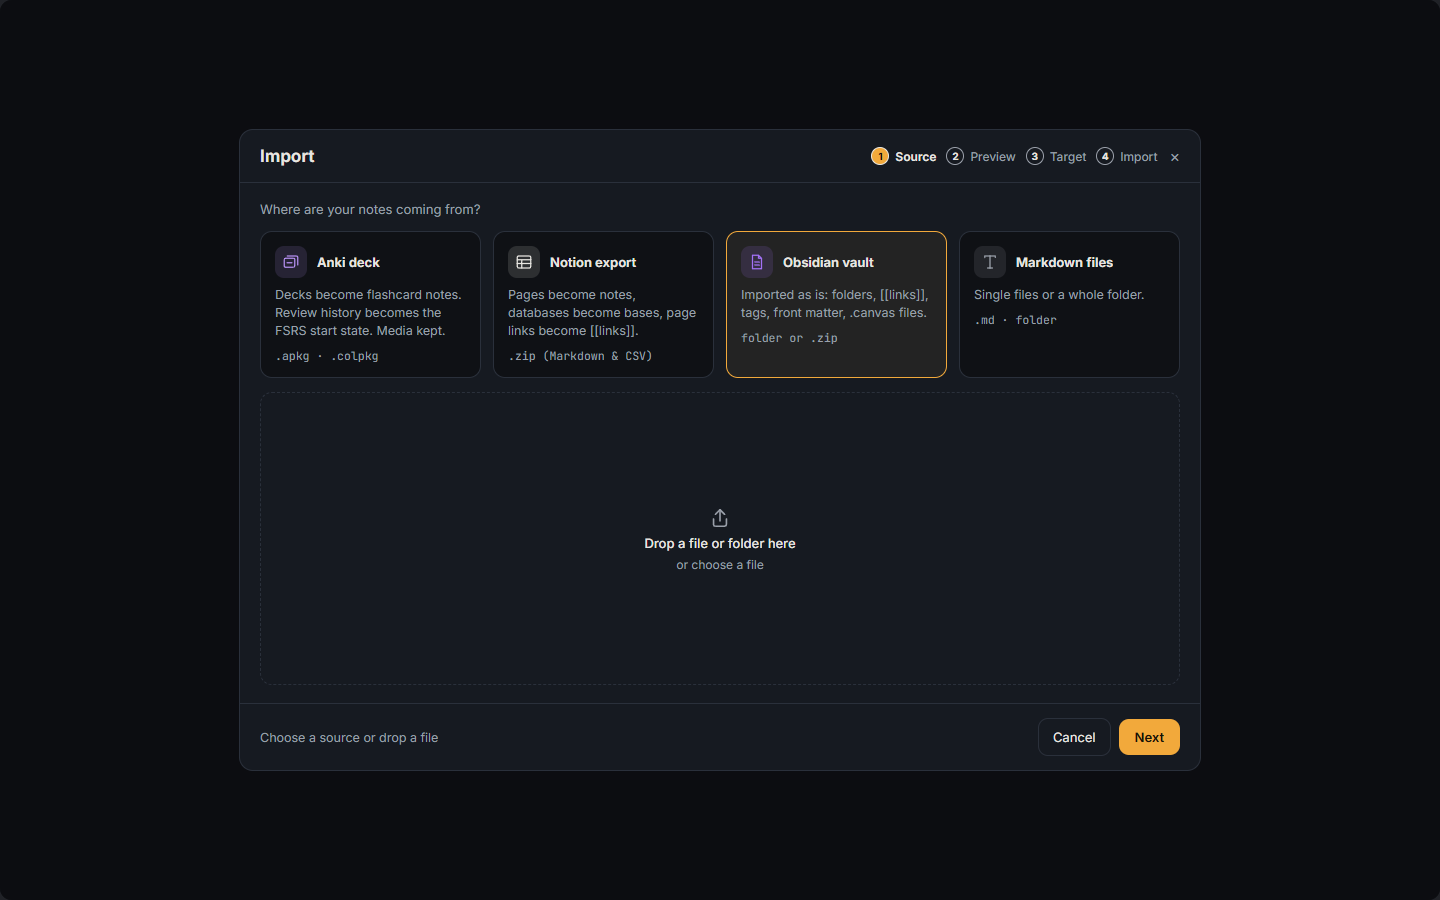 Import
1 Source 2 Preview 3 Target 4 Import ×
Where are your notes coming from?
Anki deck
Decks become flashcard notes.
Review history becomes the
FSRS start state. Media kept.
.apkg · .colpkg
Notion export
Pages become notes,
databases become bases, page
links become [[links]].
.zip (Markdown & CSV)
Obsidian vault
Imported as is: folders, [[links]],
tags, front matter, .canvas files.
folder or .zip
Markdown files
Single files or a whole folder.
.md · folder
Drop a file or folder here
or choose a file
Choose a source or drop a file
Cancel
Next